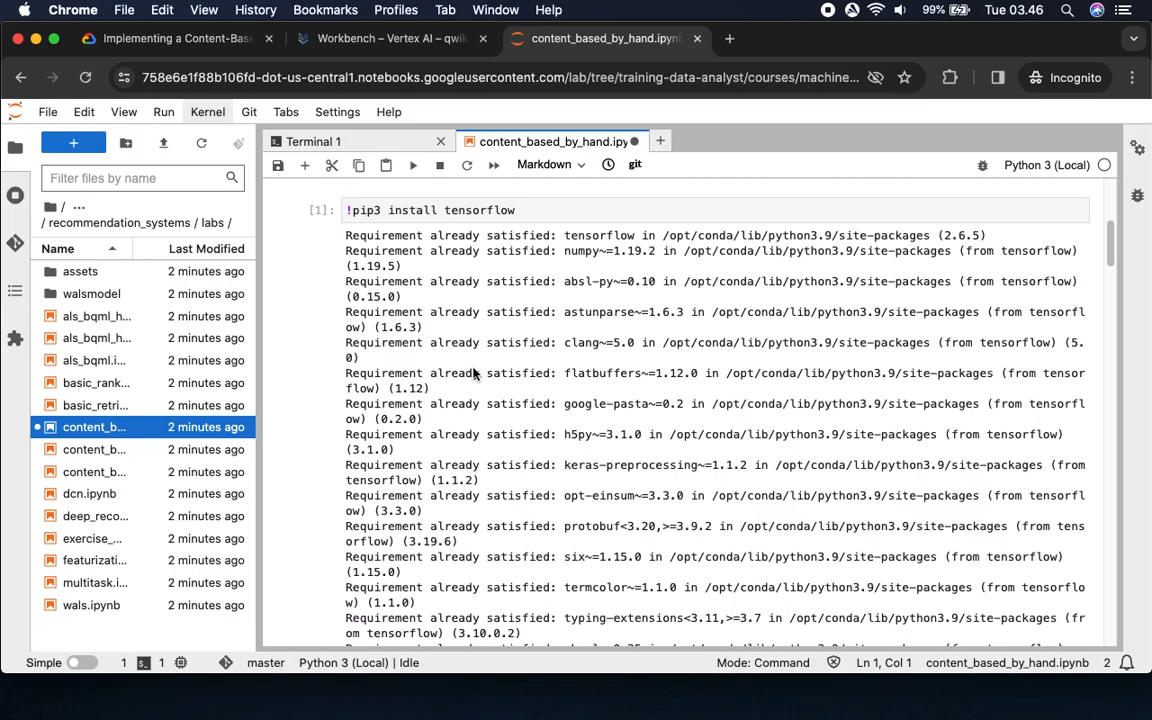 Chrome File Edit View History Bookmarks Profiles Tab Window Help 99% Tue 03.46
Implementing a Content-Bas Workbench – Vertex AI – qwik content_based_by_hand.ipyn
758e6e1f88b106fd-dot-us-central1.notebooks.googleusercontent.com/lab/tree/training-data-analyst/courses/machine... Incognito
File Edit View Run Kernel Git Tabs Settings Help
Terminal 1 content_based_by_hand.ipy
Markdown git Python 3 (Local)
Filter files by name
/ ...
/ recommendation_systems / labs /
Name Last Modified
assets 2 minutes ago
walsmodel 2 minutes ago
als_bqml_h... 2 minutes ago
als_bqml_h... 2 minutes ago
als_bqml.i... 2 minutes ago
basic_rank... 2 minutes ago
basic_retri... 2 minutes ago
content_b... 2 minutes ago
content_b... 2 minutes ago
content_b... 2 minutes ago
dcn.ipynb 2 minutes ago
deep_reco... 2 minutes ago
exercise_... 2 minutes ago
featurizati... 2 minutes ago
multitask.i... 2 minutes ago
wals.ipynb 2 minutes ago
[1]: !pip3 install tensorflow
Requirement already satisfied: tensorflow in /opt/conda/lib/python3.9/site-packages (2.6.5)
Requirement already satisfied: numpy~=1.19.2 in /opt/conda/lib/python3.9/site-packages (from tensorflow)
(1.19.5)
Requirement already satisfied: absl-py~=0.10 in /opt/conda/lib/python3.9/site-packages (from tensorflow)
(0.15.0)
Requirement already satisfied: astunparse~=1.6.3 in /opt/conda/lib/python3.9/site-packages (from tensorfl
ow) (1.6.3)
Requirement already satisfied: clang~=5.0 in /opt/conda/lib/python3.9/site-packages (from tensorflow) (5.
0)
Requirement already satisfied: flatbuffers~=1.12.0 in /opt/conda/lib/python3.9/site-packages (from tensor
flow) (1.12)
Requirement already satisfied: google-pasta~=0.2 in /opt/conda/lib/python3.9/site-packages (from tensorfl
ow) (0.2.0)
Requirement already satisfied: h5py~=3.1.0 in /opt/conda/lib/python3.9/site-packages (from tensorflow)
(3.1.0)
Requirement already satisfied: keras-preprocessing~=1.1.2 in /opt/conda/lib/python3.9/site-packages (from
tensorflow) (1.1.2)
Requirement already satisfied: opt-einsum~=3.3.0 in /opt/conda/lib/python3.9/site-packages (from tensorfl
ow) (3.3.0)
Requirement already satisfied: protobuf<3.20,>=3.9.2 in /opt/conda/lib/python3.9/site-packages (from tens
orflow) (3.19.6)
Requirement already satisfied: six~=1.15.0 in /opt/conda/lib/python3.9/site-packages (from tensorflow)
(1.15.0)
Requirement already satisfied: termcolor~=1.1.0 in /opt/conda/lib/python3.9/site-packages (from tensorflo
w) (1.1.0)
Requirement already satisfied: typing-extensions<3.11,>=3.7 in /opt/conda/lib/python3.9/site-packages (fr
om tensorflow) (3.10.0.2)
Simple 1 1 master Python 3 (Local) | Idle Mode: Command Ln 1, Col 1 content_based_by_hand.ipynb 2